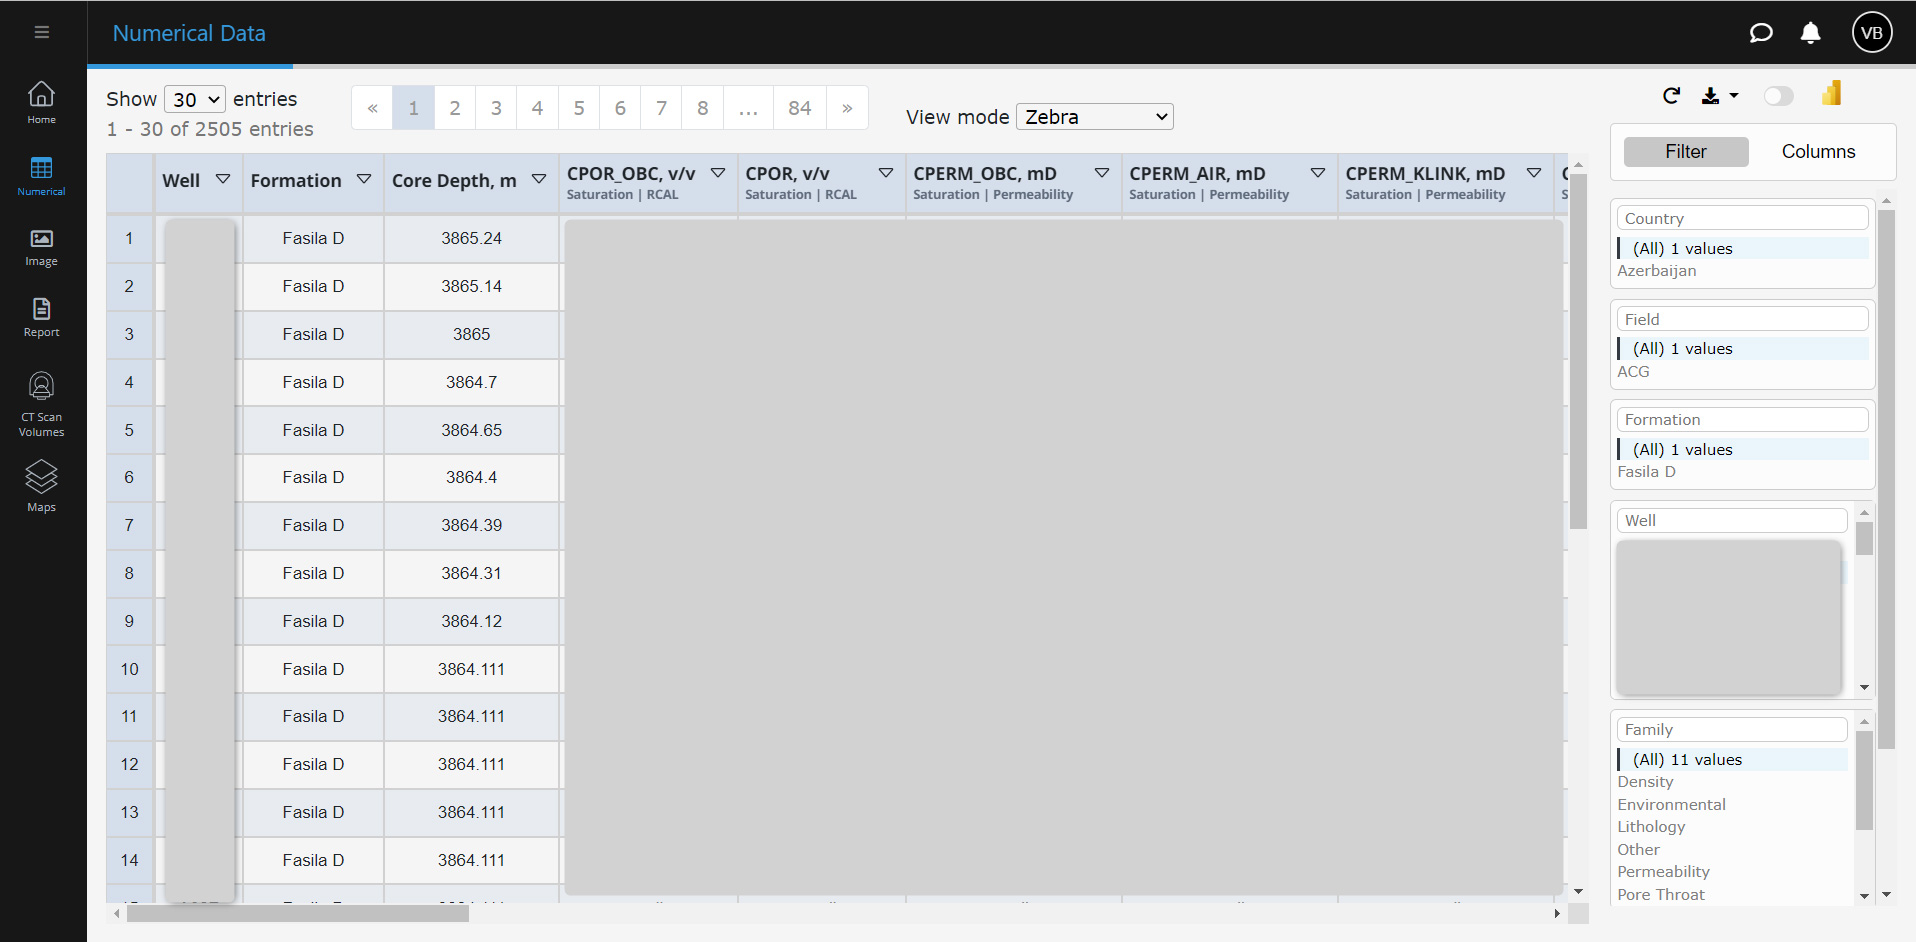 Numerical Data
VB
Home
Numerical
Image
Report
CT Scan
Volumes
Maps
Show 30 entries
1 - 30 of 2505 entries
« 1 2 3 4 5 6 7 8 ... 84 »
View mode Zebra
Well Formation Core Depth, m CPOR_OBC, v/v CPOR, v/v CPERM_OBC, mD CPERM_AIR, mD CPERM_KLINK, mD
Saturation | RCAL Saturation | RCAL Saturation | Permeability Saturation | Permeability Saturation | Permeability
1 Fasila D 3865.24
2 Fasila D 3865.14
3 Fasila D 3865
4 Fasila D 3864.7
5 Fasila D 3864.65
6 Fasila D 3864.4
7 Fasila D 3864.39
8 Fasila D 3864.31
9 Fasila D 3864.12
10 Fasila D 3864.111
11 Fasila D 3864.111
12 Fasila D 3864.111
13 Fasila D 3864.111
14 Fasila D 3864.111
Filter Columns
Country
(All) 1 values
Azerbaijan
Field
(All) 1 values
ACG
Formation
(All) 1 values
Fasila D
Well
Family
(All) 11 values
Density
Environmental
Lithology
Other
Permeability
Pore Throat